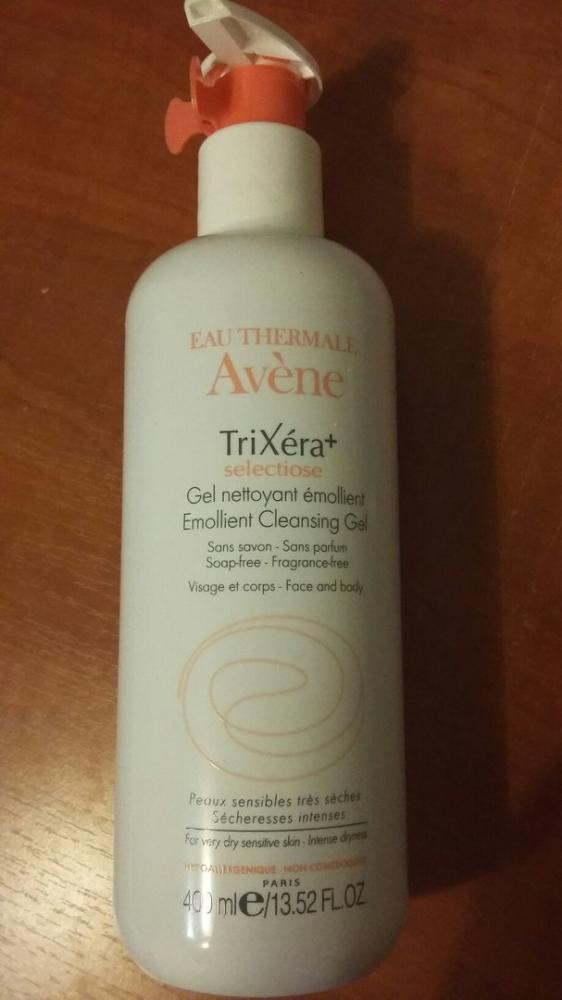 EAU THERMALE
Avène
TriXéra+
selectiose
Gel nettoyant émollient
Emollient Cleansing Gel
Sans savon - Sans parfum
Soap-free - Fragrance-free
Visage et corps - Face and body
Peaux sensibles très sèches
Sécheresses intenses
For very dry sensitive skin - Intense dryness
HYPOALLERGENIQUE - NON COMEDOGENE
PARIS
400 ml e/13.52 FL.OZ.